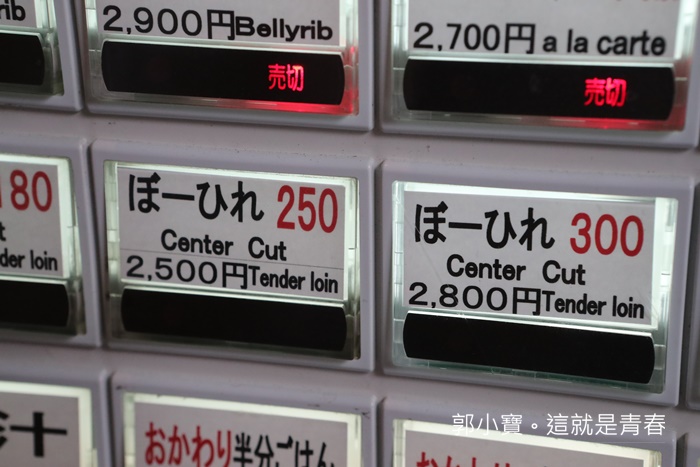 rib
2,900円Bellyrib
売切
2,700円 a la carte
売切
180
der loin
ぼーひれ 250
Center Cut
2,500円Tender loin
ぼーひれ 300
Center Cut
2,800円Tender loin
おかわり半分ごはん
郭小寶。這就是青春